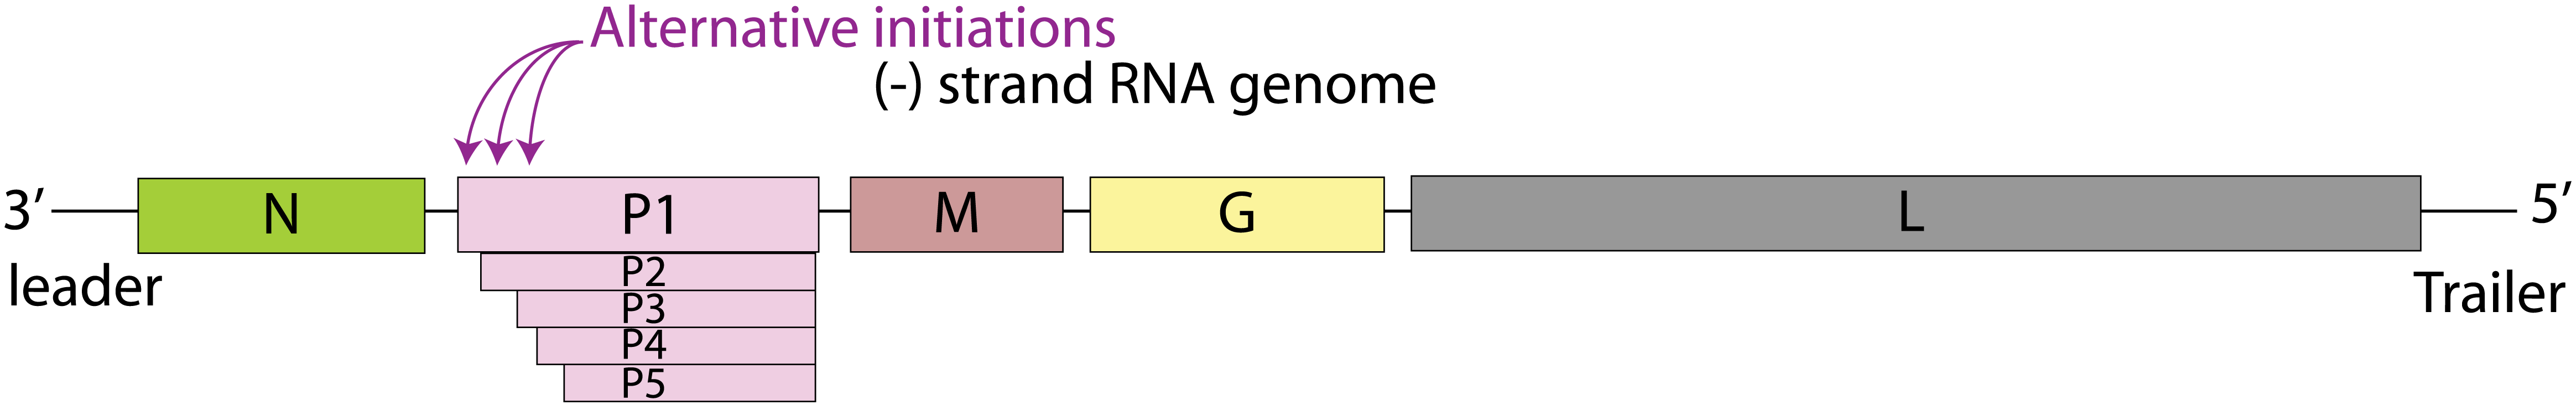 Alternative initiations
(-) strand RNA genome
3’ N P1 M G L 5’
P2
leader Trailer
P3
P4
P5